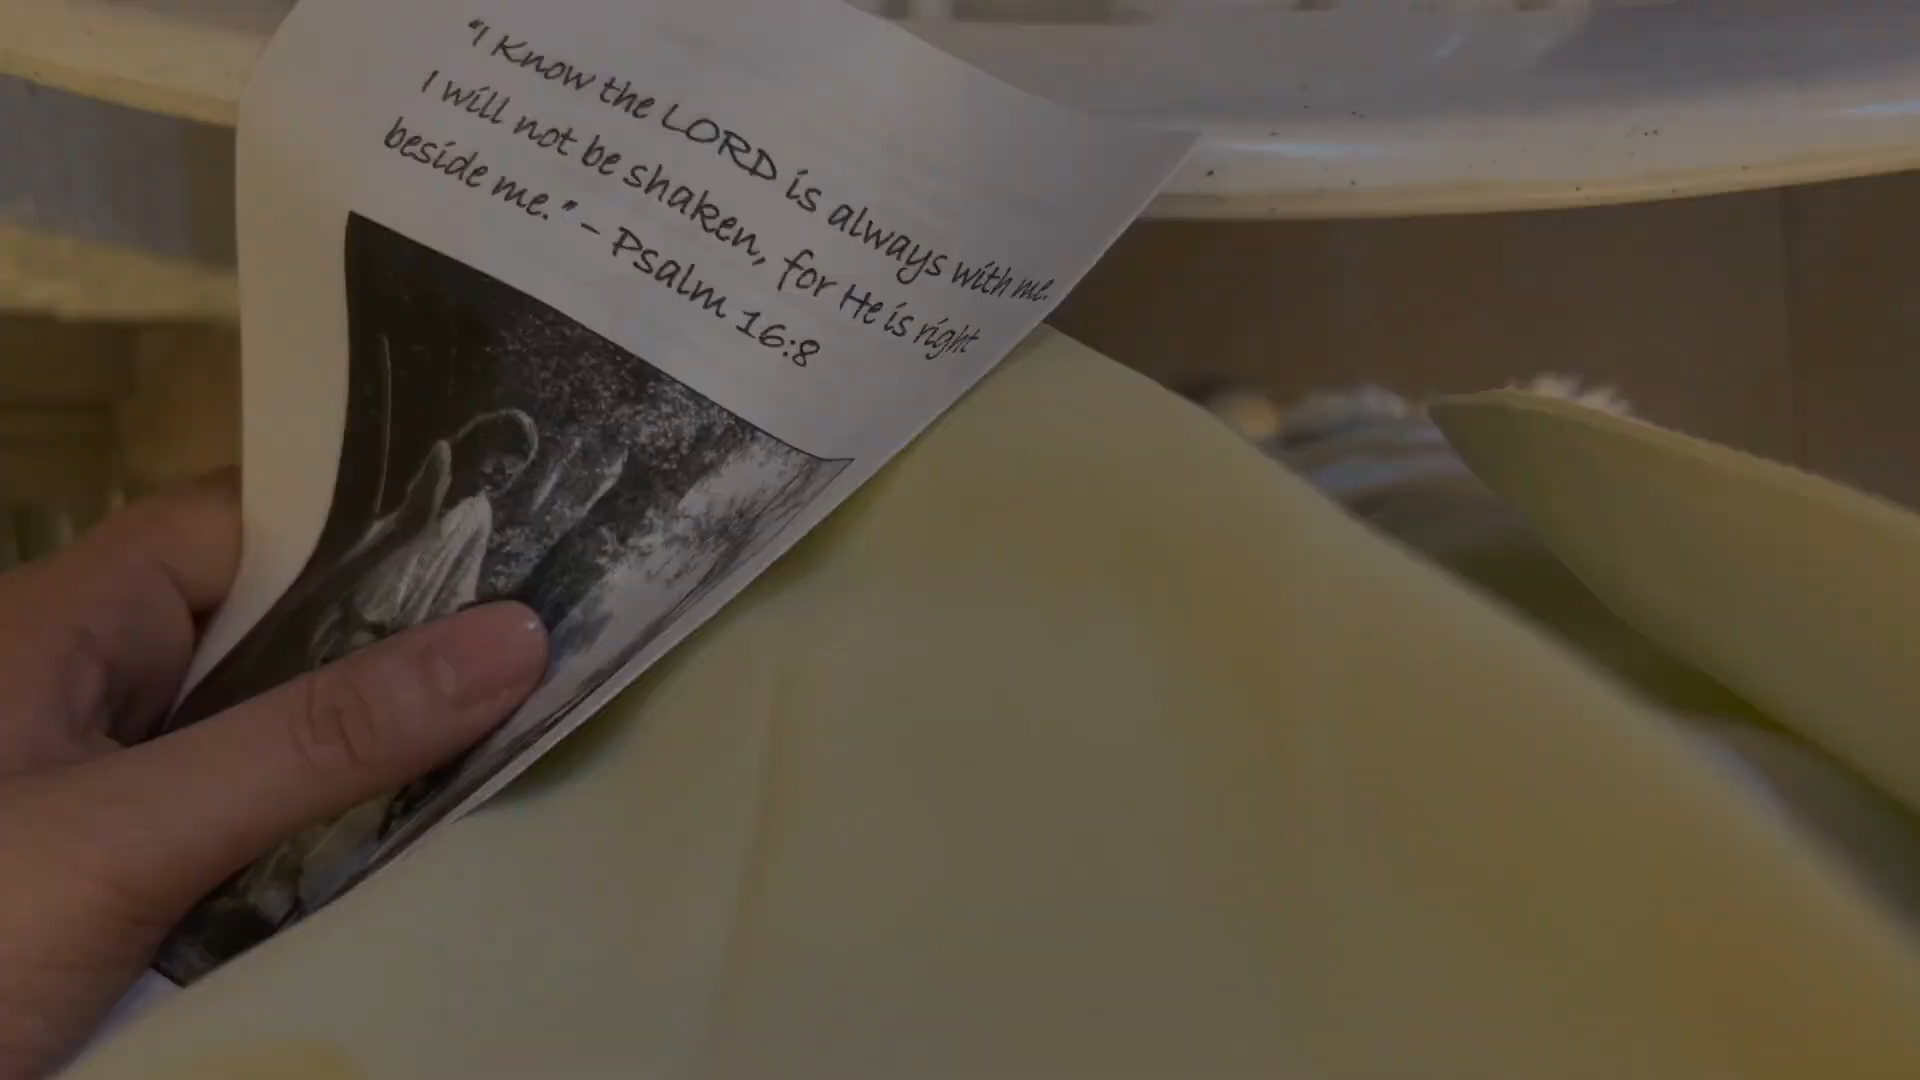 “I Know the LORD is always with me.
I will not be shaken, for He is right
beside me.” – Psalm 16:8